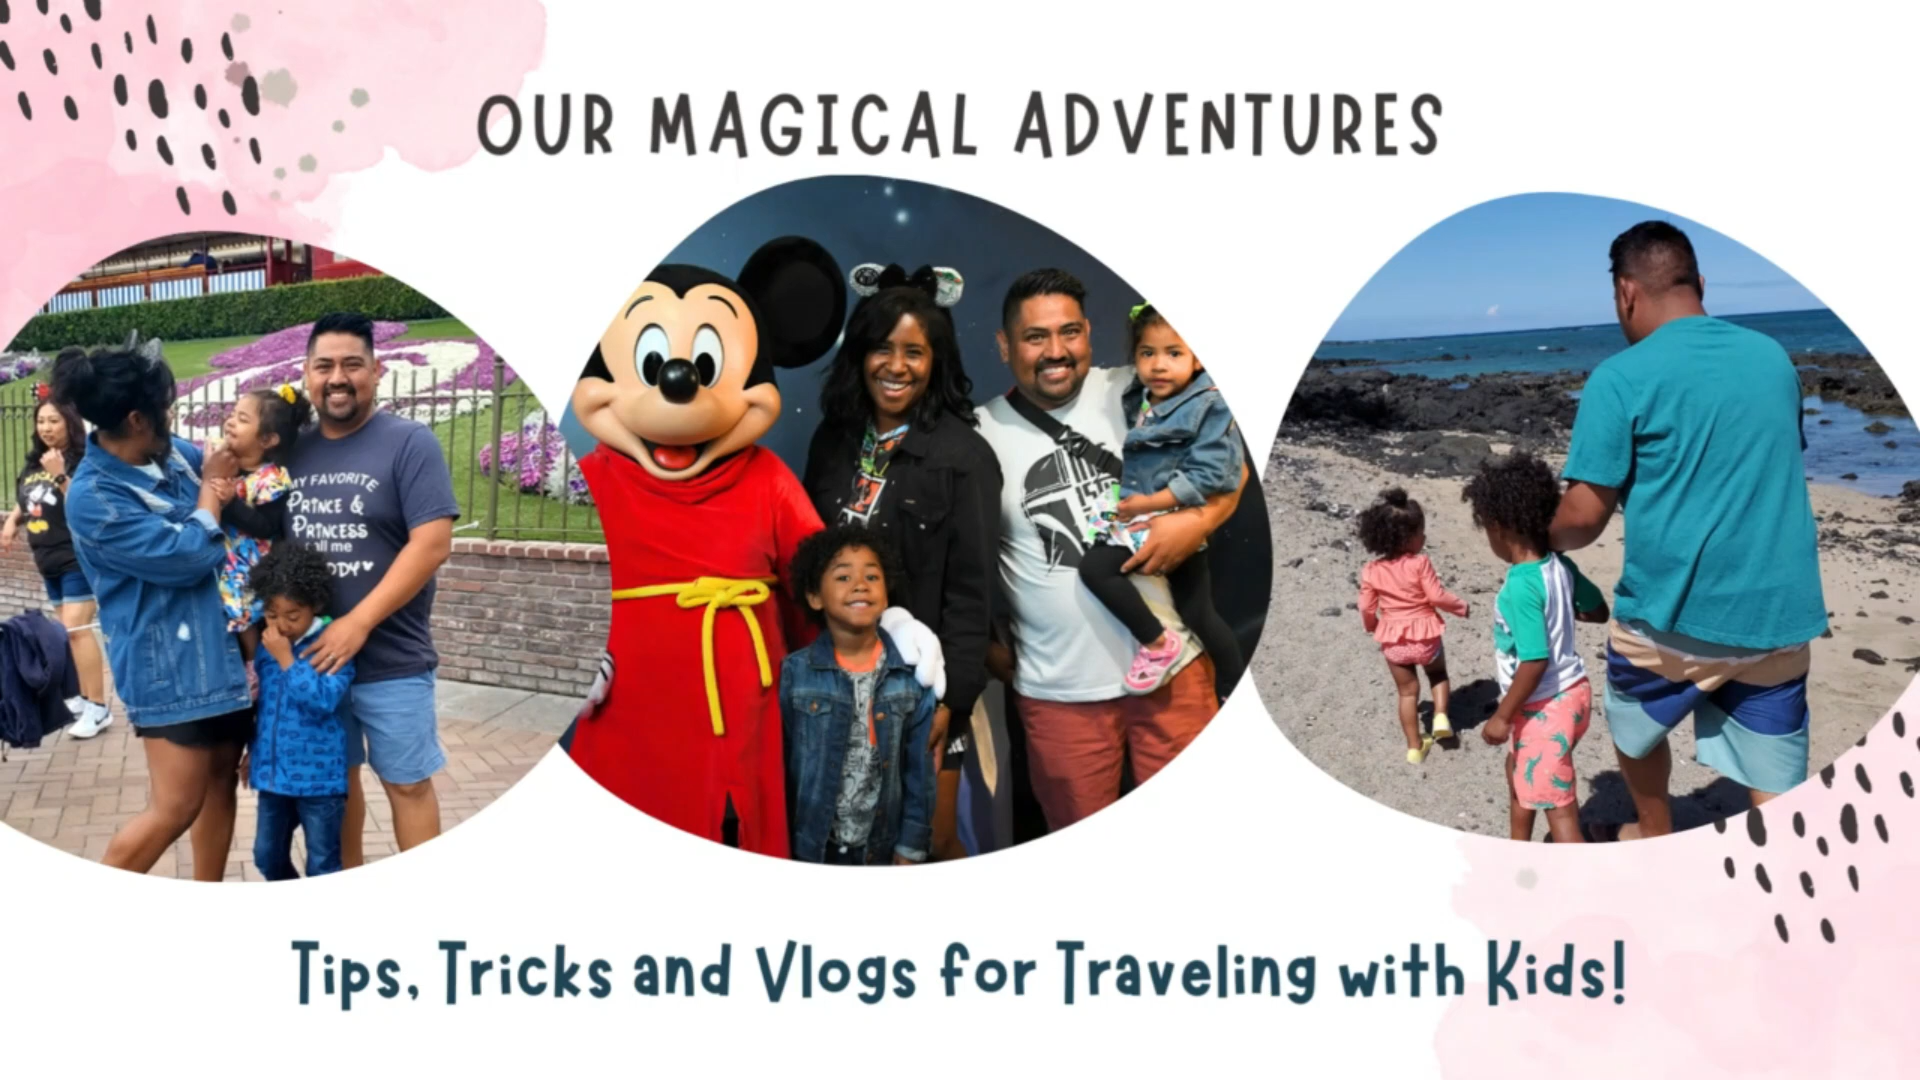 OUR MAGICAL ADVENTURES
MY FAVORITE
PRINCE &
PRINCESS
call me
Tips, Tricks and Vlogs for Traveling with Kids!